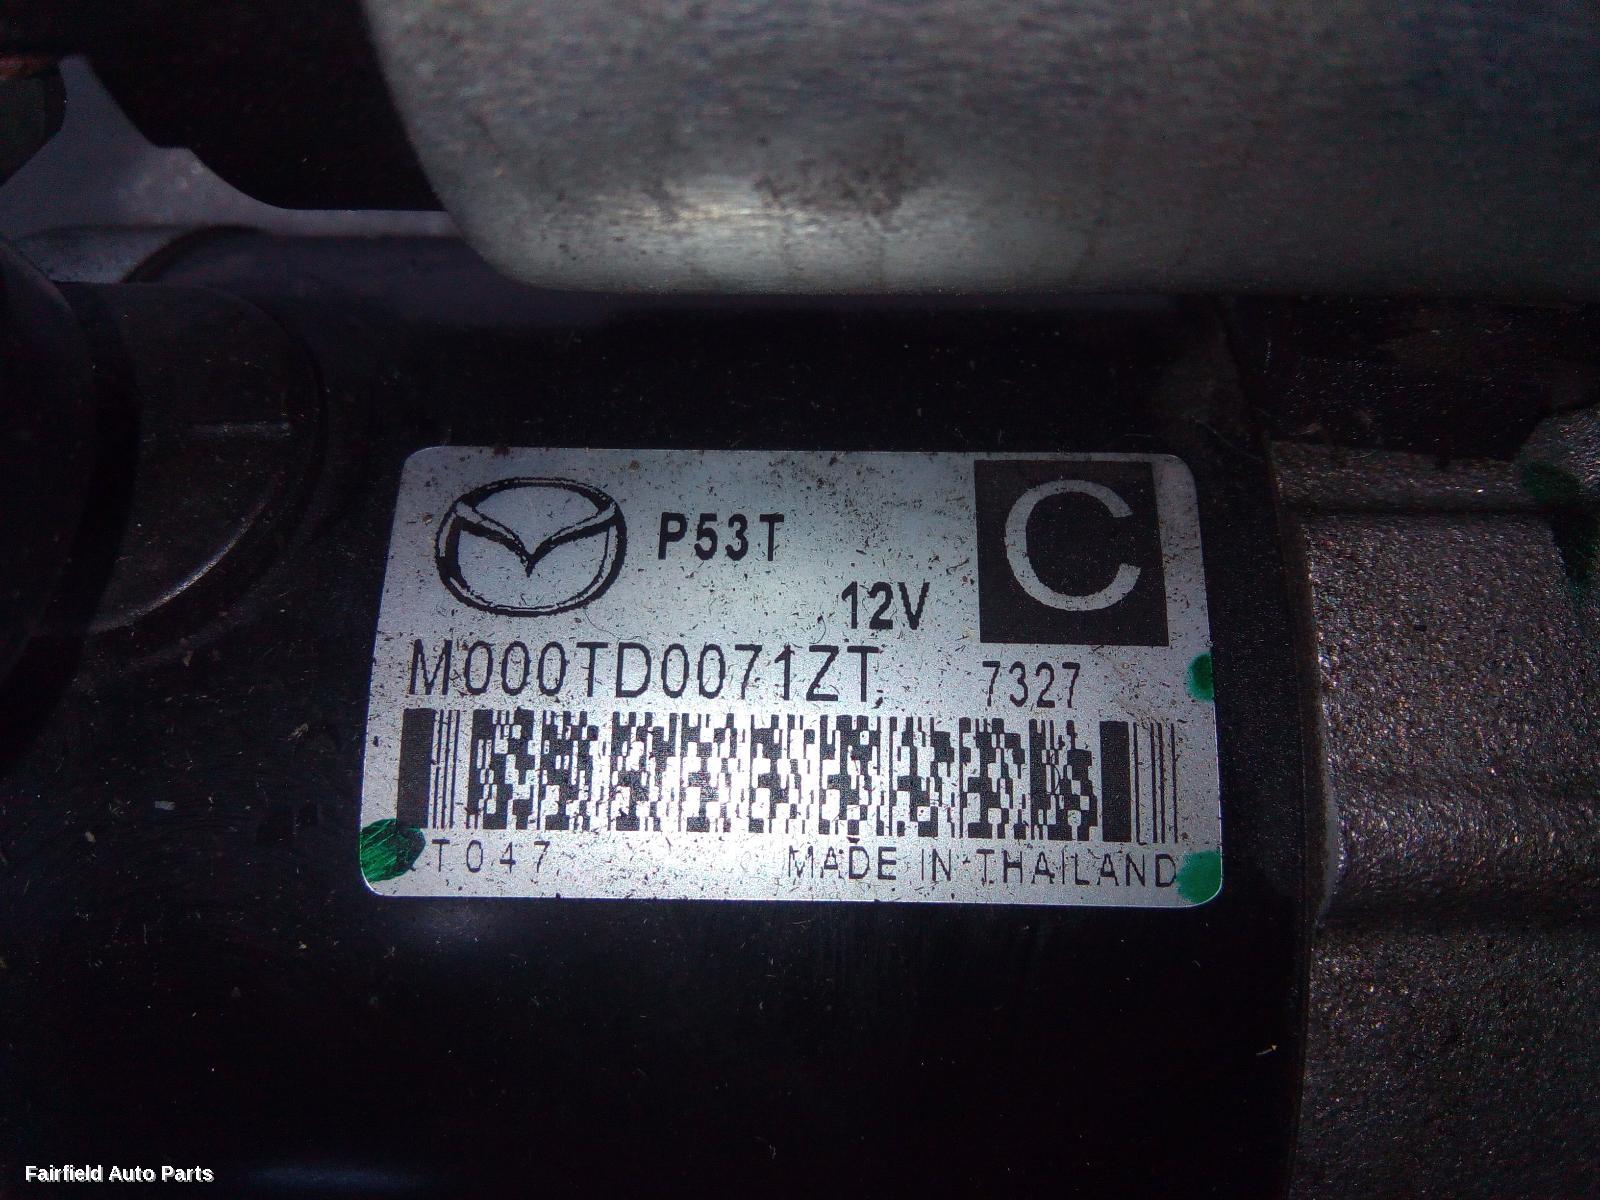 P53T
C
12V
M000TD0071ZT
7327
T047
MADE IN THAILAND
Fairfield Auto Parts